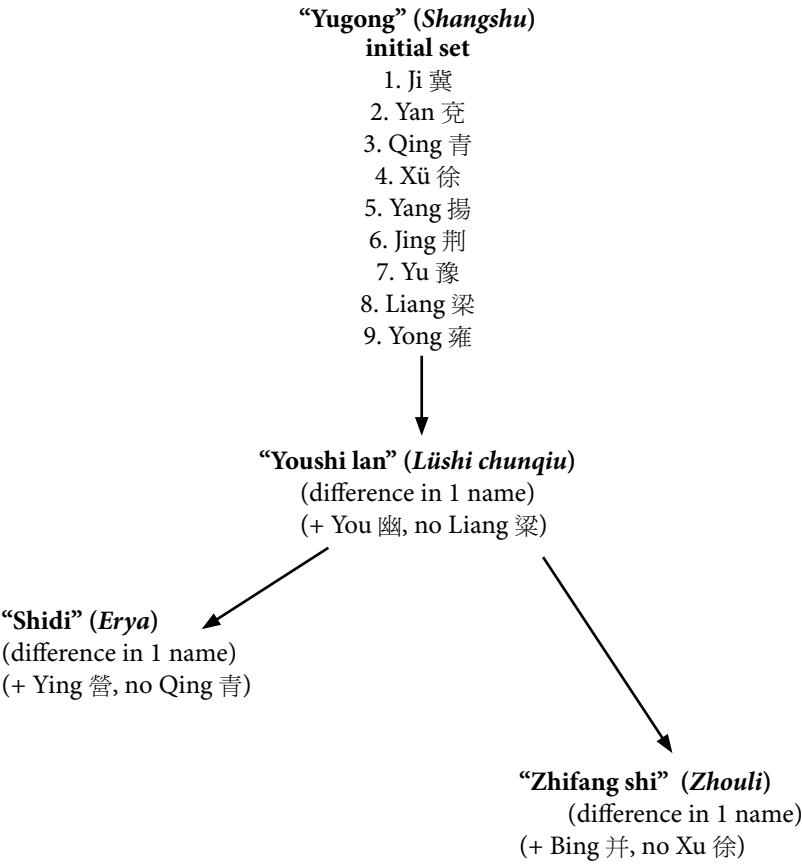 “Yugong” (Shangshu)
initial set
1. Ji 冀
2. Yan 兗
3. Qing 青
4. Xü 徐
5. Yang 揚
6. Jing 荆
7. Yu 豫
8. Liang 梁
9. Yong 雍
“Youshi lan” (Lüshi chunqiu)
(difference in 1 name)
(+ You 幽, no Liang 梁)
“Shidi” (Erya)
(difference in 1 name)
(+ Ying 營, no Qing 青)
“Zhifang shi” (Zhouli)
(difference in 1 name)
(+ Bing 并, no Xu 徐)